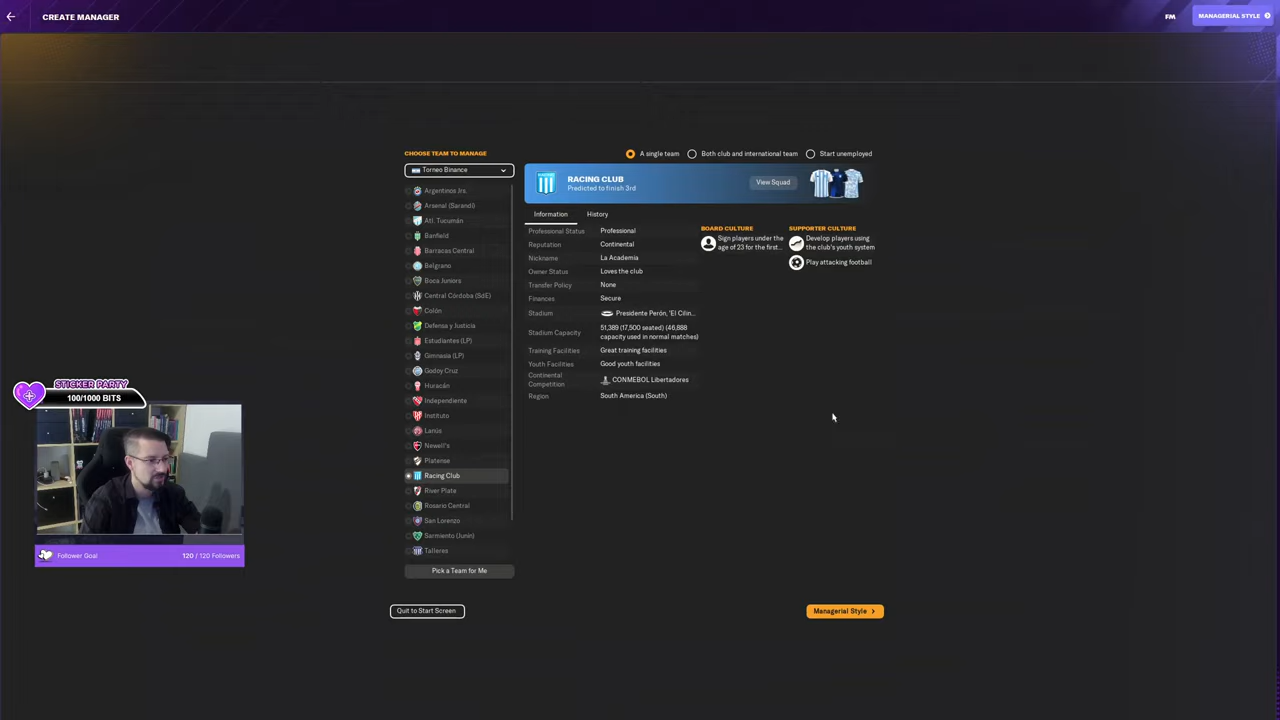 CREATE MANAGER
FM
MANAGERIAL STYLE
CHOOSE TEAM TO MANAGE
A single team
Both club and international team
Start unemployed
Torneo Binance
Argentinos Jrs.
Arsenal (Sarandí)
Atl. Tucumán
Banfield
Barracas Central
Belgrano
Boca Juniors
Central Córdoba (SdE)
Colón
Defensa y Justicia
Estudiantes (LP)
Gimnasia (LP)
Godoy Cruz
Huracán
Independiente
Instituto
Lanús
Newell's
Platense
Racing Club
River Plate
Rosario Central
San Lorenzo
Sarmiento (Junín)
Talleres
Pick a Team for Me
RACING CLUB
Predicted to finish 3rd
View Squad
Information
History
Professional Status Professional
Reputation Continental
Nickname La Academia
Owner Status Loves the club
Transfer Policy None
Finances Secure
Stadium Presidente Perón, 'El Cilin...
Stadium Capacity 51,389 (17,500 seated) (46,888
capacity used in normal matches)
Training Facilities Great training facilities
Youth Facilities Good youth facilities
Continental
Competition CONMEBOL Libertadores
Region South America (South)
BOARD CULTURE
Sign players under the
age of 23 for the first...
SUPPORTER CULTURE
Develop players using
the club's youth system
Play attacking football
STICKER PARTY
100/1000 BITS
Follower Goal 120 / 120 Followers
Quit to Start Screen
Managerial Style